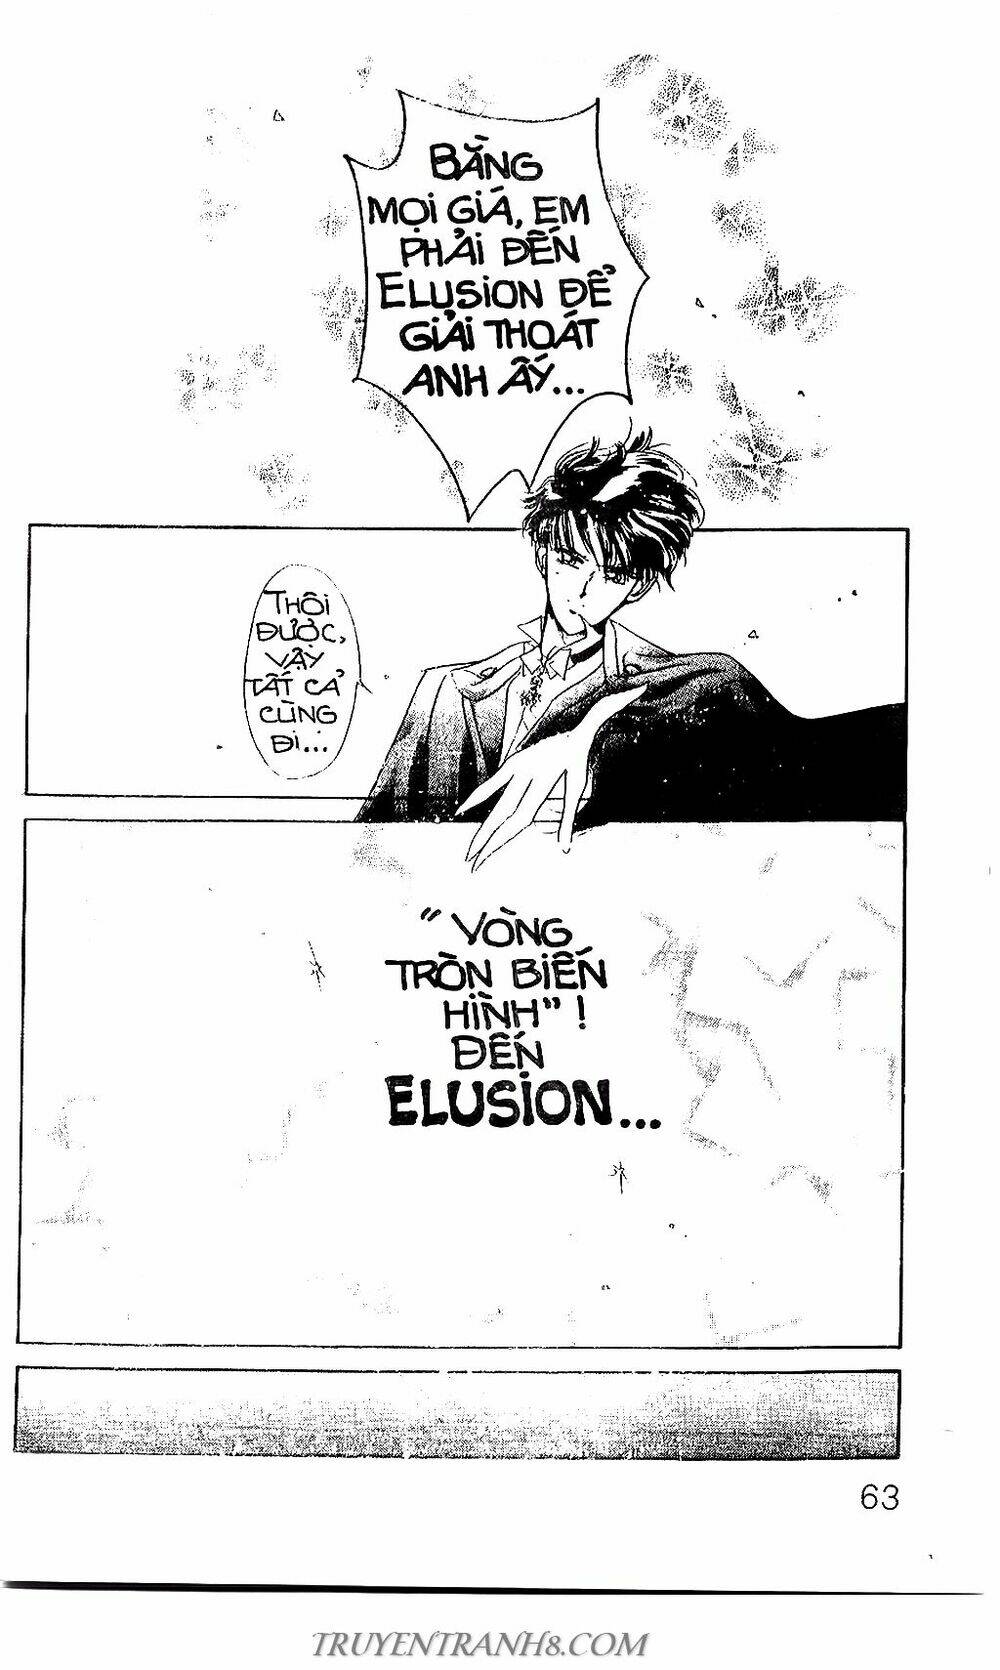 BẰNG
MỌI GIÁ, EM
PHẢI ĐẾN
ELUSION ĐỂ
GIẢI THOÁT
ANH ẤY...
THÔI
ĐƯỢC,
VẬY
TẤT CẢ
CÙNG
ĐI...
"VÒNG
TRÒN BIẾN
HÌNH"!
ĐẾN
ELUSION...
63
TRUYENTRANH8.COM